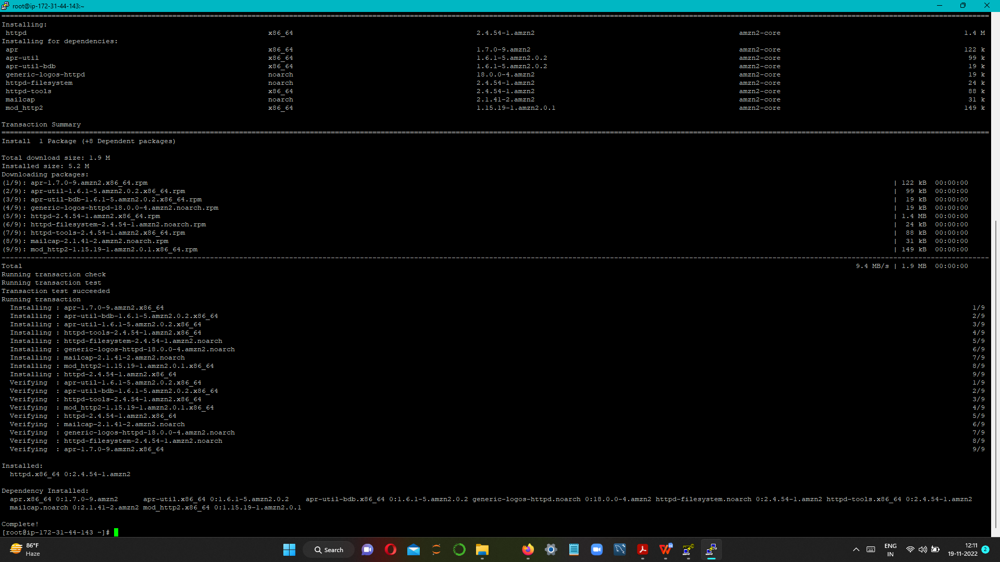 root@ip-172-31-44-143:~
================================================================================
Installing:
 httpd x86_64 2.4.54-1.amzn2 amzn2-core 1.4 M
Installing for dependencies:
 apr x86_64 1.7.0-9.amzn2 amzn2-core 122 k
 apr-util x86_64 1.6.1-5.amzn2.0.2 amzn2-core 99 k
 apr-util-bdb x86_64 1.6.1-5.amzn2.0.2 amzn2-core 19 k
 generic-logos-httpd noarch 18.0.0-4.amzn2 amzn2-core 19 k
 httpd-filesystem noarch 2.4.54-1.amzn2 amzn2-core 24 k
 httpd-tools x86_64 2.4.54-1.amzn2 amzn2-core 88 k
 mailcap noarch 2.1.41-2.amzn2 amzn2-core 31 k
 mod_http2 x86_64 1.15.19-1.amzn2.0.1 amzn2-core 149 k
Transaction Summary
================================================================================
Install  1 Package (+8 Dependent packages)
Total download size: 1.9 M
Installed size: 5.2 M
Downloading packages:
(1/9): apr-1.7.0-9.amzn2.x86_64.rpm | 122 kB  00:00:00
(2/9): apr-util-1.6.1-5.amzn2.0.2.x86_64.rpm |  99 kB  00:00:00
(3/9): apr-util-bdb-1.6.1-5.amzn2.0.2.x86_64.rpm |  19 kB  00:00:00
(4/9): generic-logos-httpd-18.0.0-4.amzn2.noarch.rpm |  19 kB  00:00:00
(5/9): httpd-2.4.54-1.amzn2.x86_64.rpm | 1.4 MB  00:00:00
(6/9): httpd-filesystem-2.4.54-1.amzn2.noarch.rpm |  24 kB  00:00:00
(7/9): httpd-tools-2.4.54-1.amzn2.x86_64.rpm |  88 kB  00:00:00
(8/9): mailcap-2.1.41-2.amzn2.noarch.rpm |  31 kB  00:00:00
(9/9): mod_http2-1.15.19-1.amzn2.0.1.x86_64.rpm | 149 kB  00:00:00
--------------------------------------------------------------------------------
Total 9.4 MB/s | 1.9 MB  00:00:00
Running transaction check
Running transaction test
Transaction test succeeded
Running transaction
  Installing : apr-1.7.0-9.amzn2.x86_64 1/9
  Installing : apr-util-bdb-1.6.1-5.amzn2.0.2.x86_64 2/9
  Installing : apr-util-1.6.1-5.amzn2.0.2.x86_64 3/9
  Installing : httpd-tools-2.4.54-1.amzn2.x86_64 4/9
  Installing : httpd-filesystem-2.4.54-1.amzn2.noarch 5/9
  Installing : generic-logos-httpd-18.0.0-4.amzn2.noarch 6/9
  Installing : mailcap-2.1.41-2.amzn2.noarch 7/9
  Installing : mod_http2-1.15.19-1.amzn2.0.1.x86_64 8/9
  Installing : httpd-2.4.54-1.amzn2.x86_64 9/9
  Verifying  : apr-util-1.6.1-5.amzn2.0.2.x86_64 1/9
  Verifying  : apr-util-bdb-1.6.1-5.amzn2.0.2.x86_64 2/9
  Verifying  : httpd-tools-2.4.54-1.amzn2.x86_64 3/9
  Verifying  : mod_http2-1.15.19-1.amzn2.0.1.x86_64 4/9
  Verifying  : httpd-2.4.54-1.amzn2.x86_64 5/9
  Verifying  : mailcap-2.1.41-2.amzn2.noarch 6/9
  Verifying  : generic-logos-httpd-18.0.0-4.amzn2.noarch 7/9
  Verifying  : httpd-filesystem-2.4.54-1.amzn2.noarch 8/9
  Verifying  : apr-1.7.0-9.amzn2.x86_64 9/9
Installed:
  httpd.x86_64 0:2.4.54-1.amzn2
Dependency Installed:
  apr.x86_64 0:1.7.0-9.amzn2 apr-util.x86_64 0:1.6.1-5.amzn2.0.2 apr-util-bdb.x86_64 0:1.6.1-5.amzn2.0.2 generic-logos-httpd.noarch 0:18.0.0-4.amzn2 httpd-filesystem.noarch 0:2.4.54-1.amzn2 httpd-tools.x86_64 0:2.4.54-1.amzn2
  mailcap.noarch 0:2.1.41-2.amzn2 mod_http2.x86_64 0:1.15.19-1.amzn2.0.1
Complete!
[root@ip-172-31-44-143 ~]#
86°F
Haze
Search
ENG
IN
12:11
19-11-2022
2